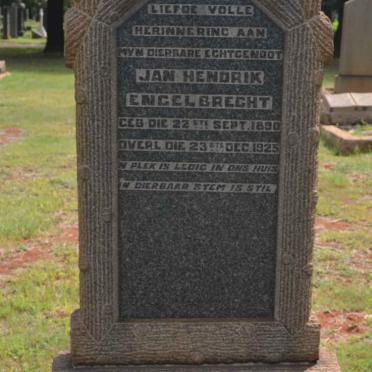 LIEFDE VOLLE
HERINNERING AAN
MYN DIERBARE ECHTGENOOT
JAN HENDRIK
ENGELBRECHT
GEB DIE 22STE SEPT. 1890
OVERL. DIE 23STE DEC. 1925
'N PLEK IS LEDIG IN ONS HUIS
'N DIERBAAR STEM IS STIL